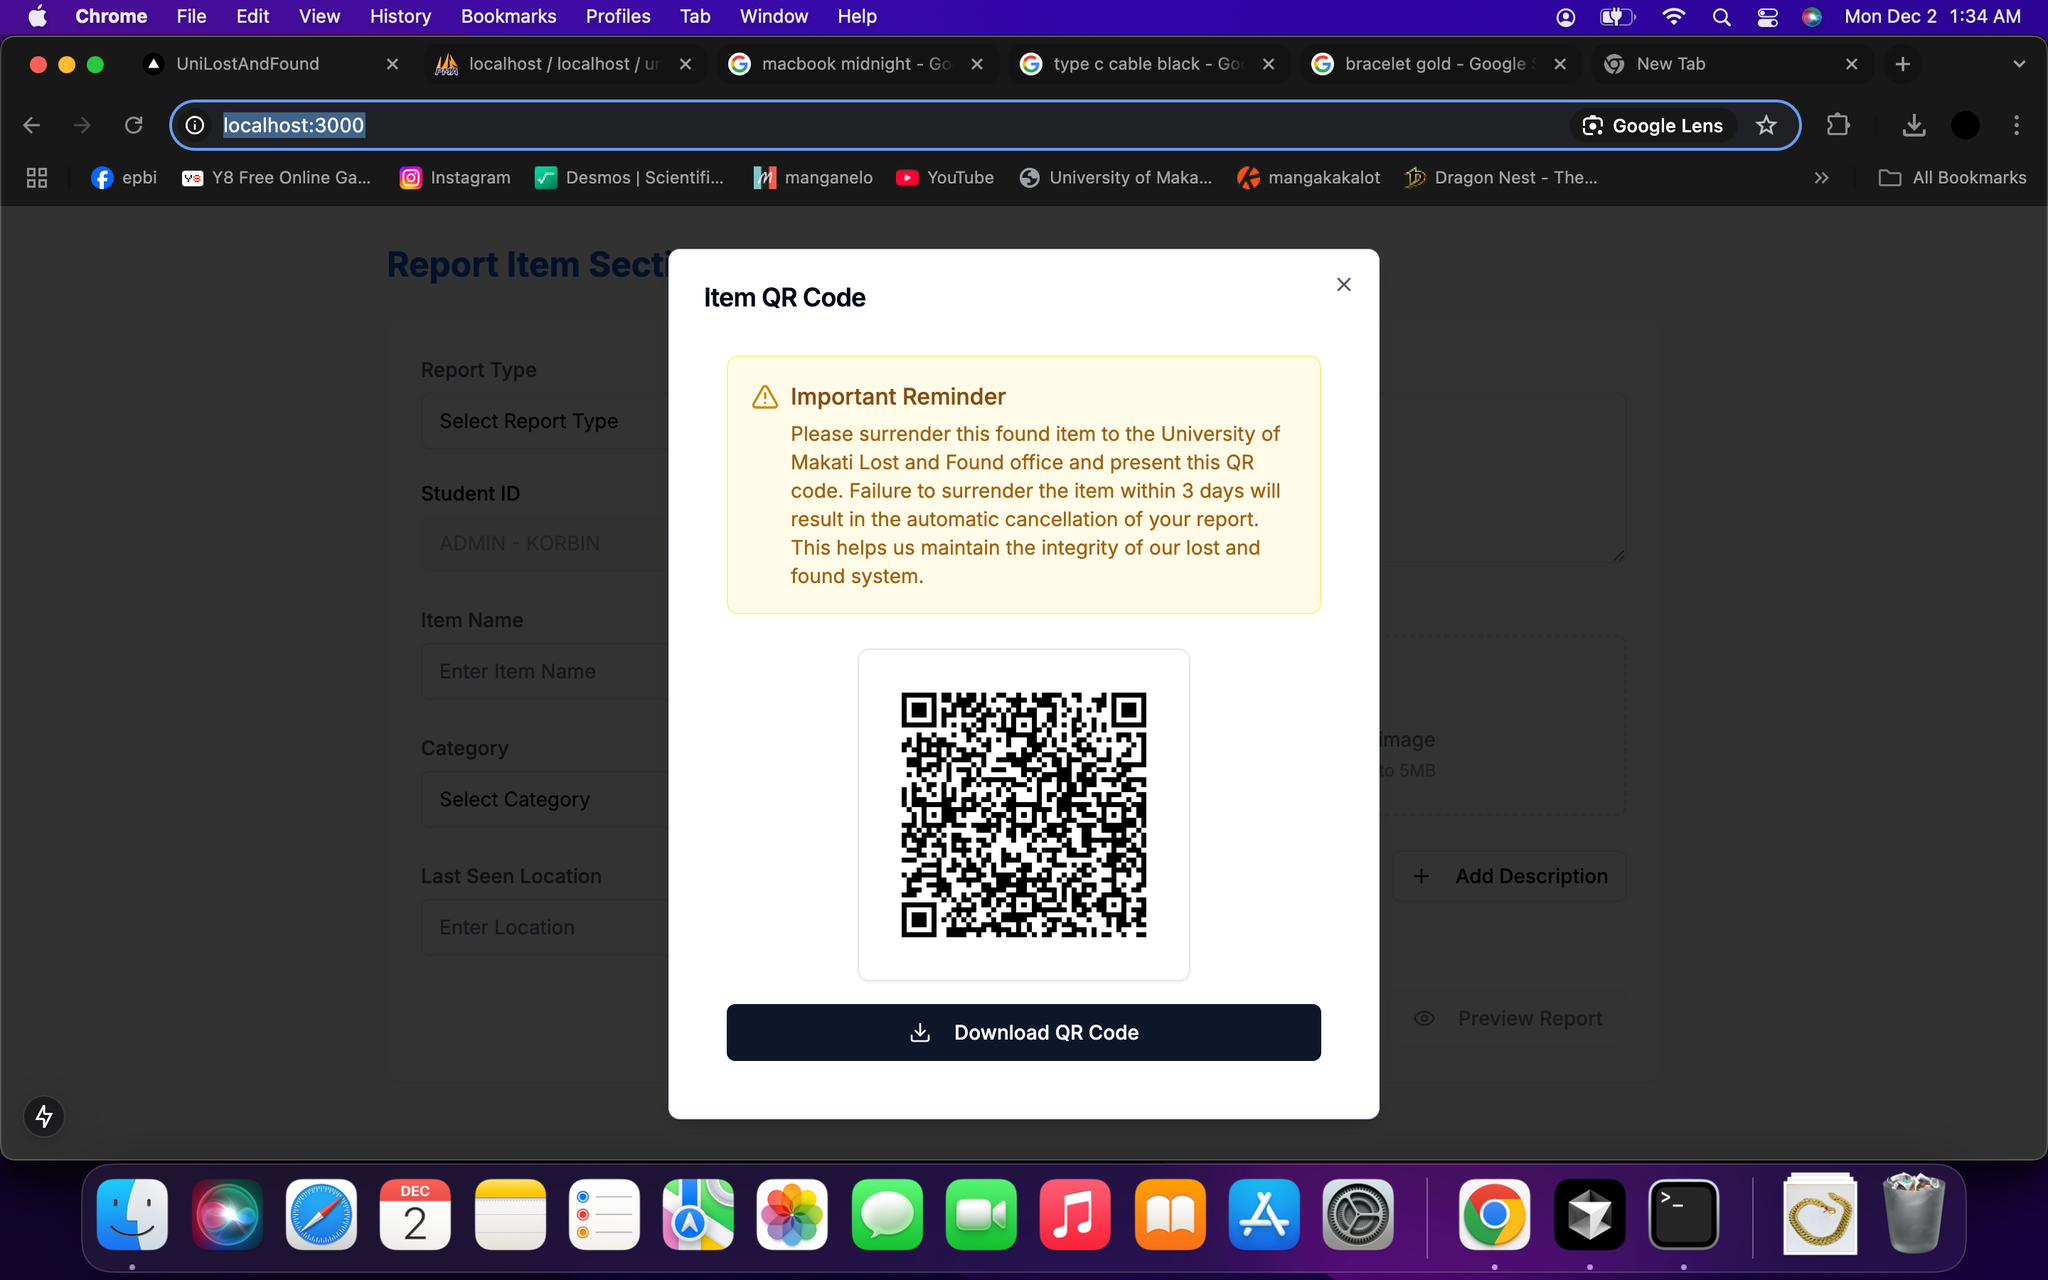 Chrome File Edit View History Bookmarks Profiles Tab Window Help Mon Dec 2 1:34 AM
UniLostAndFound localhost / localhost / ur macbook midnight - Go type c cable black - Go bracelet gold - Google S New Tab
localhost:3000 Google Lens
epbi Y8 Free Online Ga... Instagram Desmos | Scientifi... manganelo YouTube University of Maka... mangakakalot Dragon Nest - The... All Bookmarks
Report Item Secti
Item QR Code
Important Reminder
Please surrender this found item to the University of
Makati Lost and Found office and present this QR
code. Failure to surrender the item within 3 days will
result in the automatic cancellation of your report.
This helps us maintain the integrity of our lost and
found system.
Download QR Code
Report Type
Select Report Type
Student ID
ADMIN - KORBIN
Item Name
Enter Item Name
Category
Select Category
Last Seen Location
Enter Location
image
to 5MB
Add Description
Preview Report
DEC
2